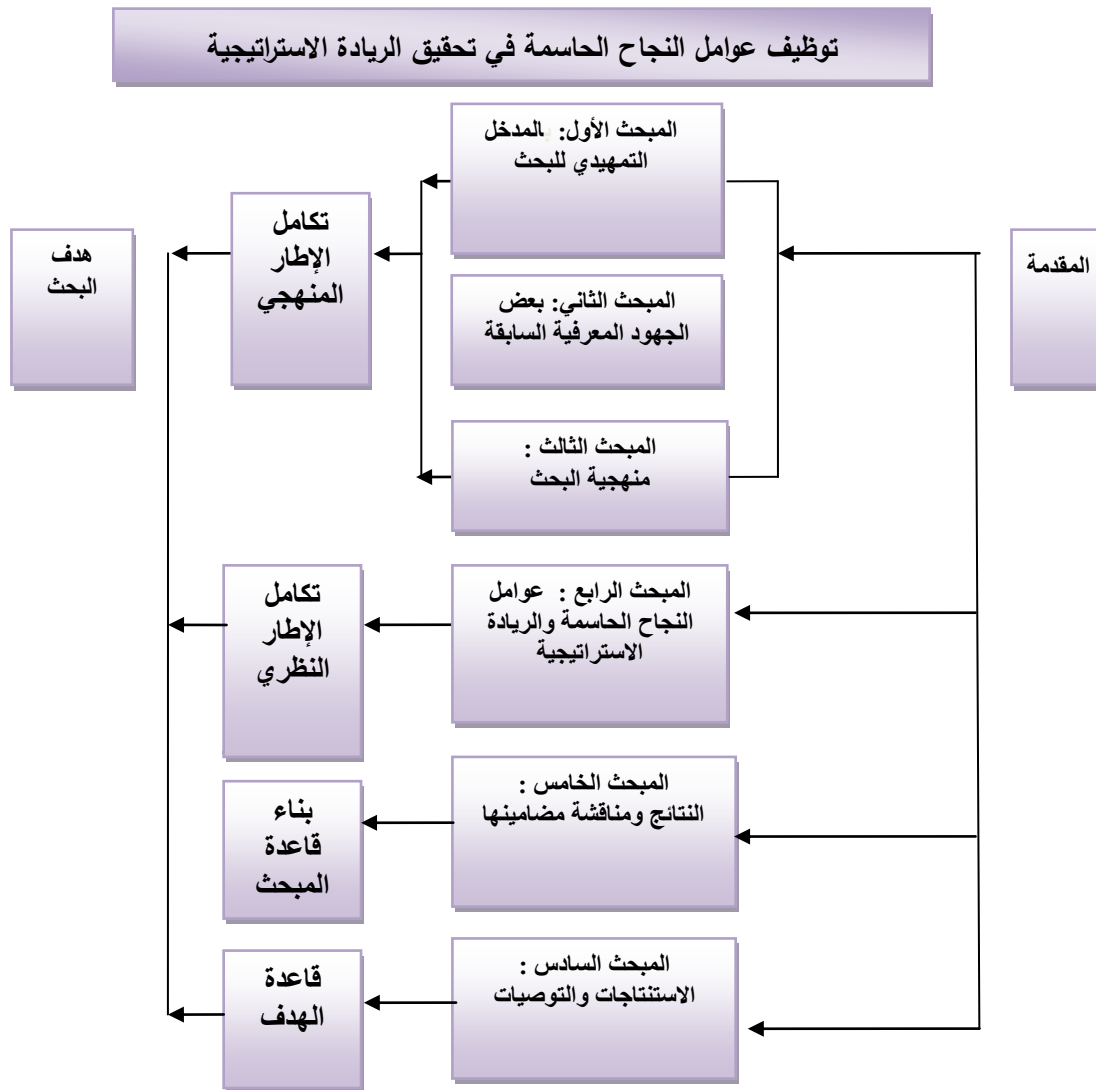 توظيف عوامل النجاح الحاسمة في تحقيق الريادة الاستراتيجية
المقدمة
المبحث الأول: بالمدخل
التمهيدي للبحث
المبحث الثاني: بعض
الجهود المعرفية السابقة
المبحث الثالث :
منهجية البحث
تكامل
الإطار
المنهجي
هدف
البحث
المبحث الرابع : عوامل
النجاح الحاسمة والريادة
الاستراتيجية
تكامل
الإطار
النظري
المبحث الخامس :
النتائج ومناقشة مضامينها
بناء
قاعدة
المبحث
المبحث السادس :
الاستنتاجات والتوصيات
قاعدة
الهدف